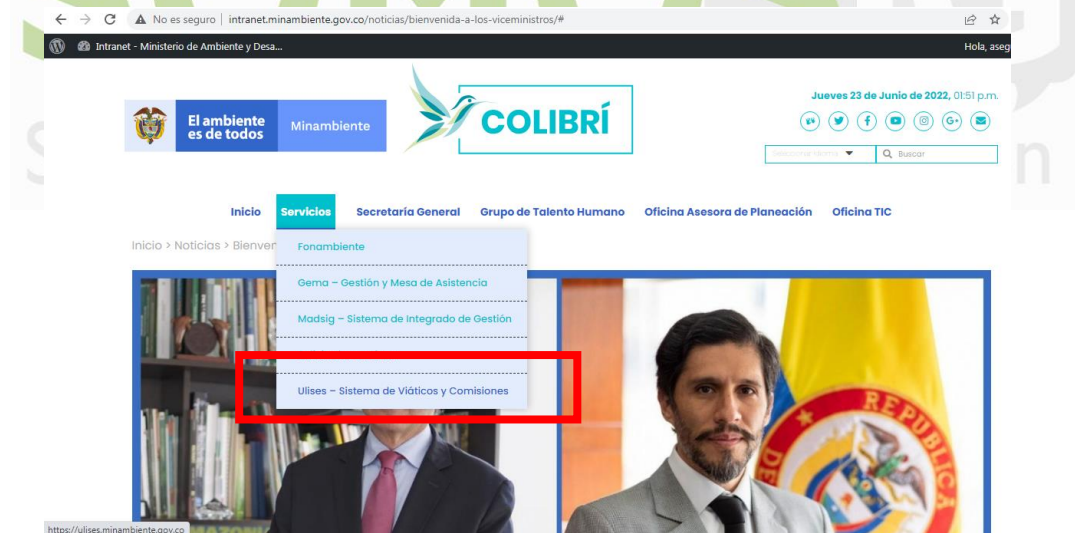 No es seguro | intranet.minambiente.gov.co/noticias/bienvenida-a-los-viceministros/#
Intranet - Ministerio de Ambiente y Desa...
Hola, aseg
El ambiente
es de todos
Minambiente
COLIBRÍ
Jueves 23 de Junio de 2022, 01:51 p.m.
Buscar
Inicio Servicios Secretaría General Grupo de Talento Humano Oficina Asesora de Planeación Oficina TIC
Inicio > Noticias > Bienven
Fonambiente
Gema – Gestión y Mesa de Asistencia
Madsig – Sistema de Integrado de Gestión
Ulises – Sistema de Viáticos y Comisiones
REPUBLICA
DE
https://ulises.minambiente.gov.co